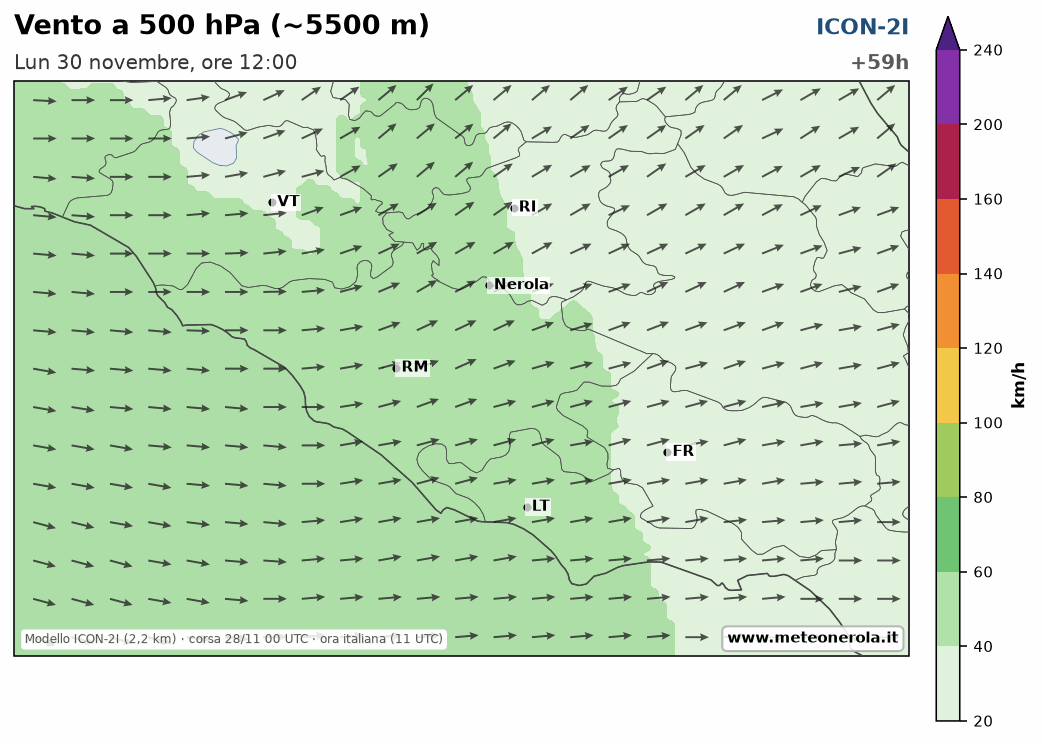 Vento a 500 hPa (~5500 m)
ICON-2I
Lun 30 novembre, ore 12:00
+59h
240
200
160
140
120
100
80
60
40
20
km/h
VT
RI
Nerola
RM
FR
LT
Modello ICON-2I (2,2 km) · corsa 28/11 00 UTC · ora italiana (11 UTC)
www.meteonerola.it